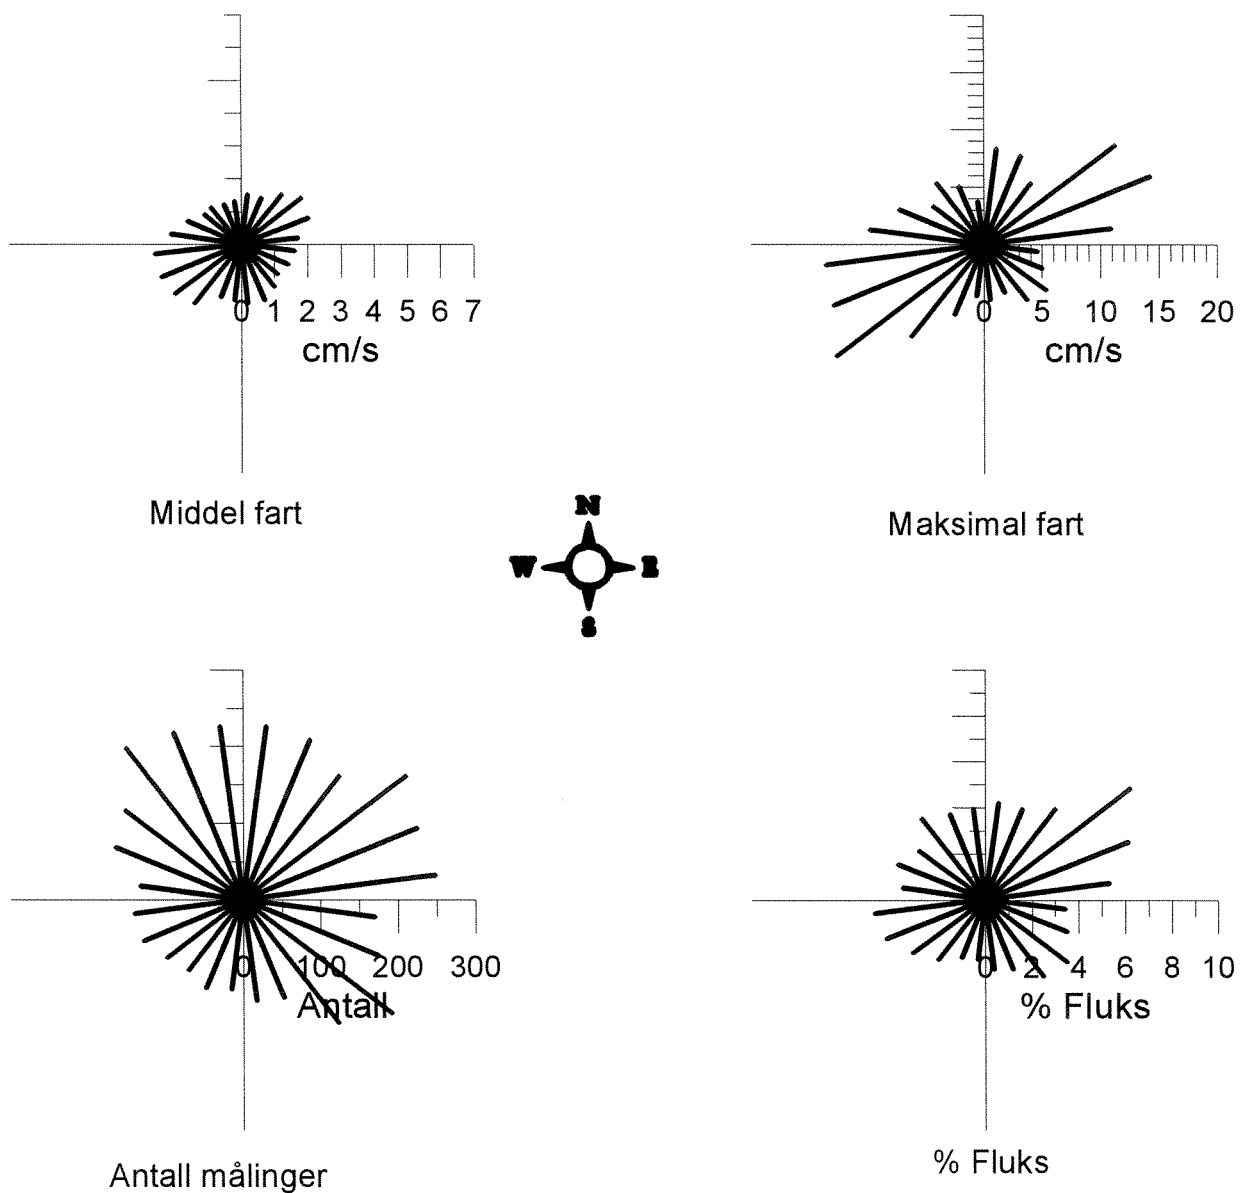 0 1 2 3 4 5 6 7
cm/s
Middel fart
0 5 10 15 20
cm/s
Maksimal fart
N
W E
S
0 100 200 300
Antall
Antall målinger
0 2 4 6 8 10
% Fluks
% Fluks